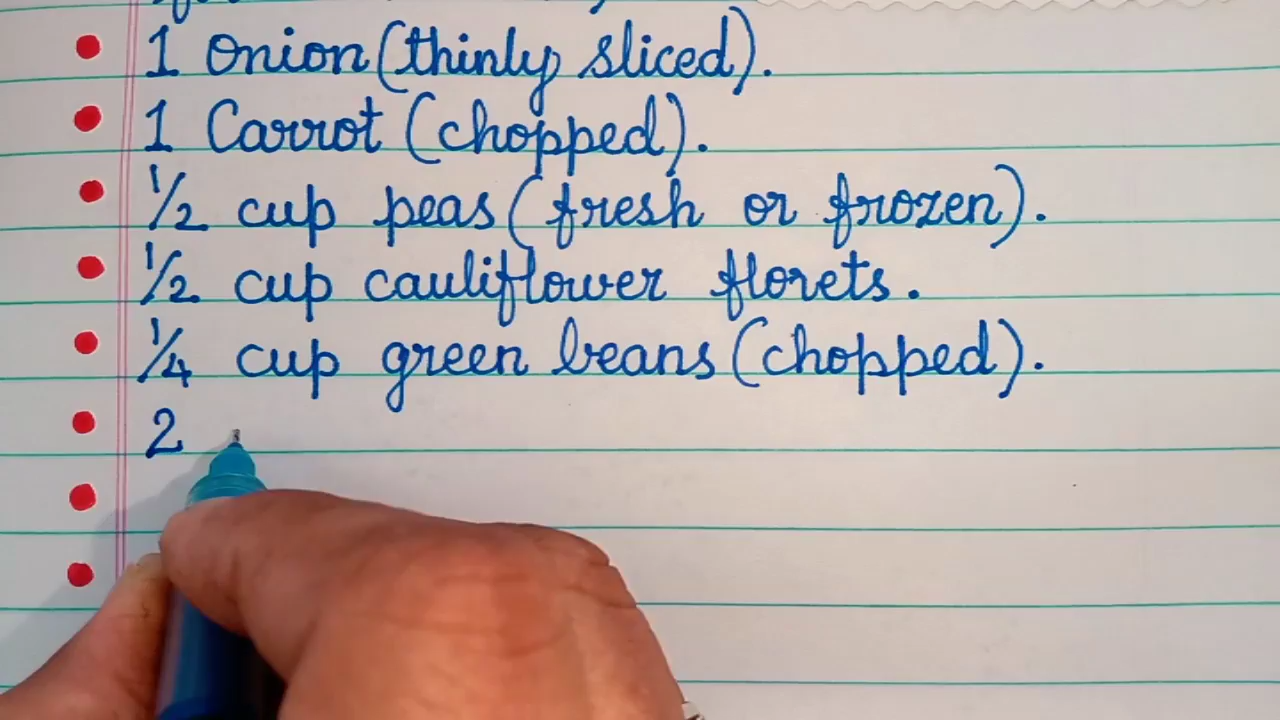 1 Onion (thinly sliced).
1 Carrot (chopped).
1/2 cup peas (fresh or frozen).
1/2 cup cauliflower florets.
1/4 cup green beans (chopped).
2